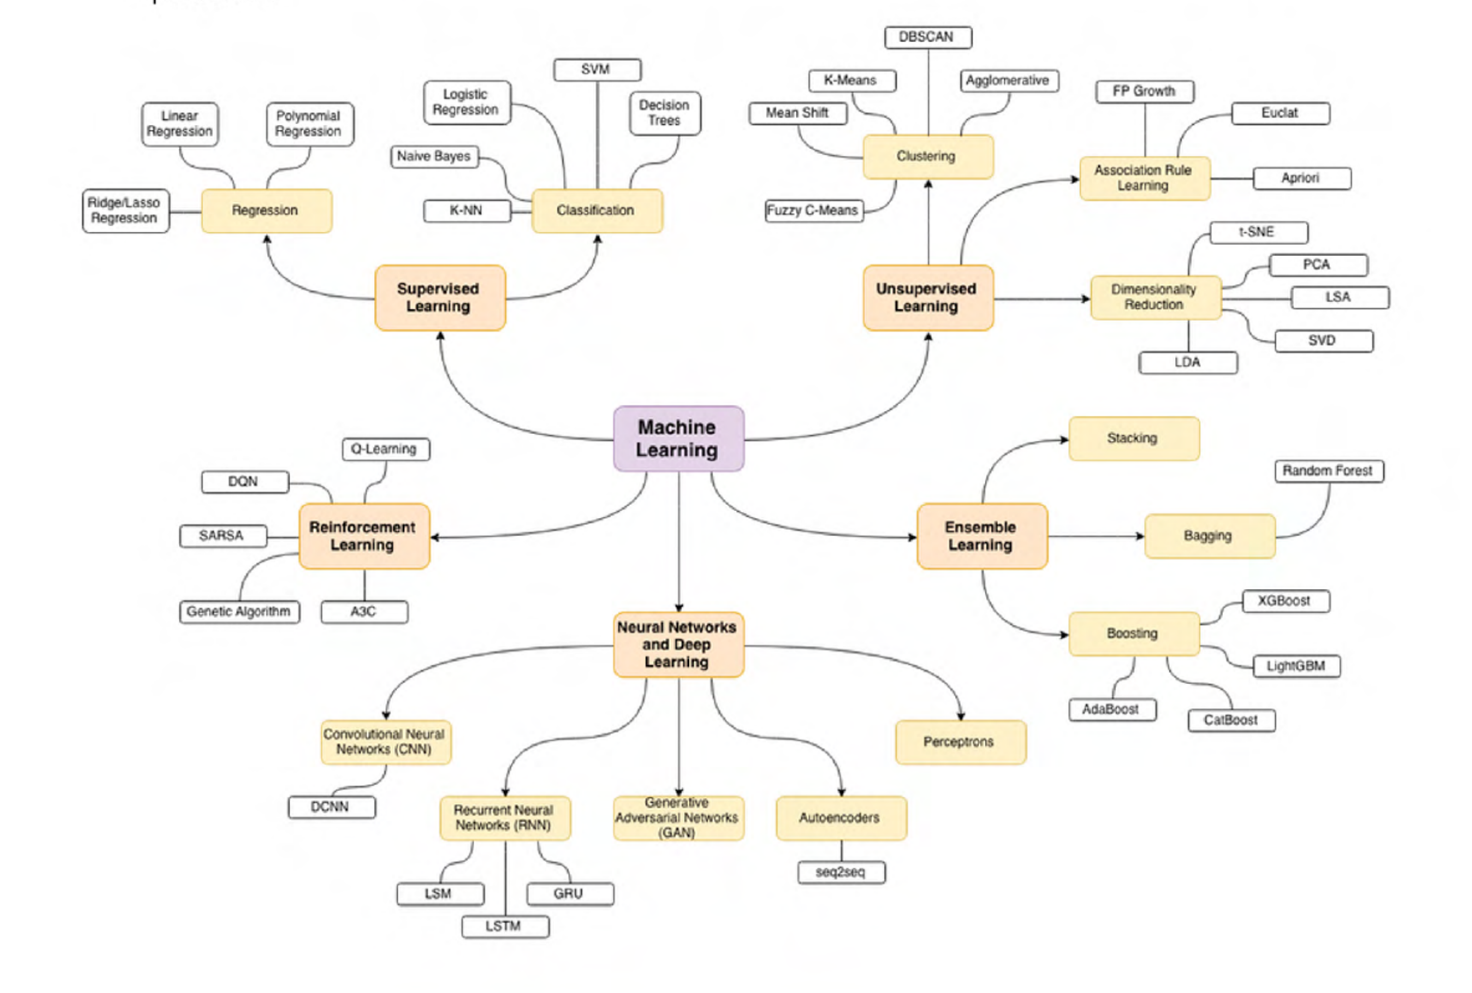 DBSCAN
SVM
K-Means
Agglomerative
Logistic
Regression
FP Growth
Decision
Trees
Linear
Regression
Polynomial
Regression
Mean Shift
Euclat
Naive Bayes
Clustering
Association Rule
Learning
Apriori
Ridge/Lasso
Regression
Regression
K-NN
Classification
Fuzzy C-Means
t-SNE
PCA
Supervised
Learning
Unsupervised
Learning
Dimensionality
Reduction
LSA
SVD
LDA
Machine
Learning
Stacking
Q-Learning
Random Forest
DQN
SARSA
Reinforcement
Learning
Ensemble
Learning
Bagging
Genetic Algorithm
A3C
XGBoost
Neural Networks
and Deep
Learning
Boosting
LightGBM
AdaBoost
CatBoost
Convolutional Neural
Networks (CNN)
Perceptrons
DCNN
Recurrent Neural
Networks (RNN)
Generative
Adversarial Networks
(GAN)
Autoencoders
seq2seq
LSM
GRU
LSTM